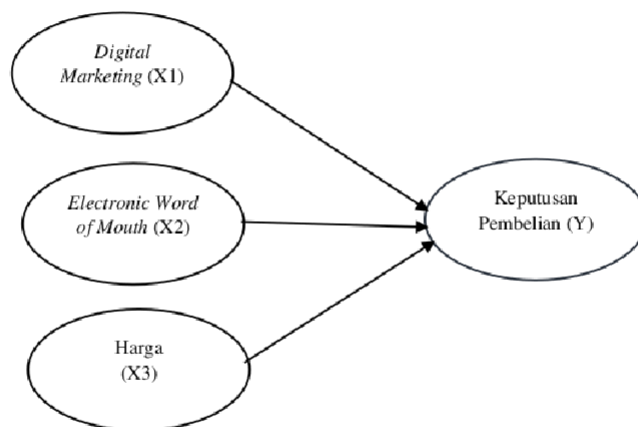 Digital
Marketing (X1)
Electronic Word
of Mouth (X2)
Keputusan
Pembelian (Y)
Harga
(X3)